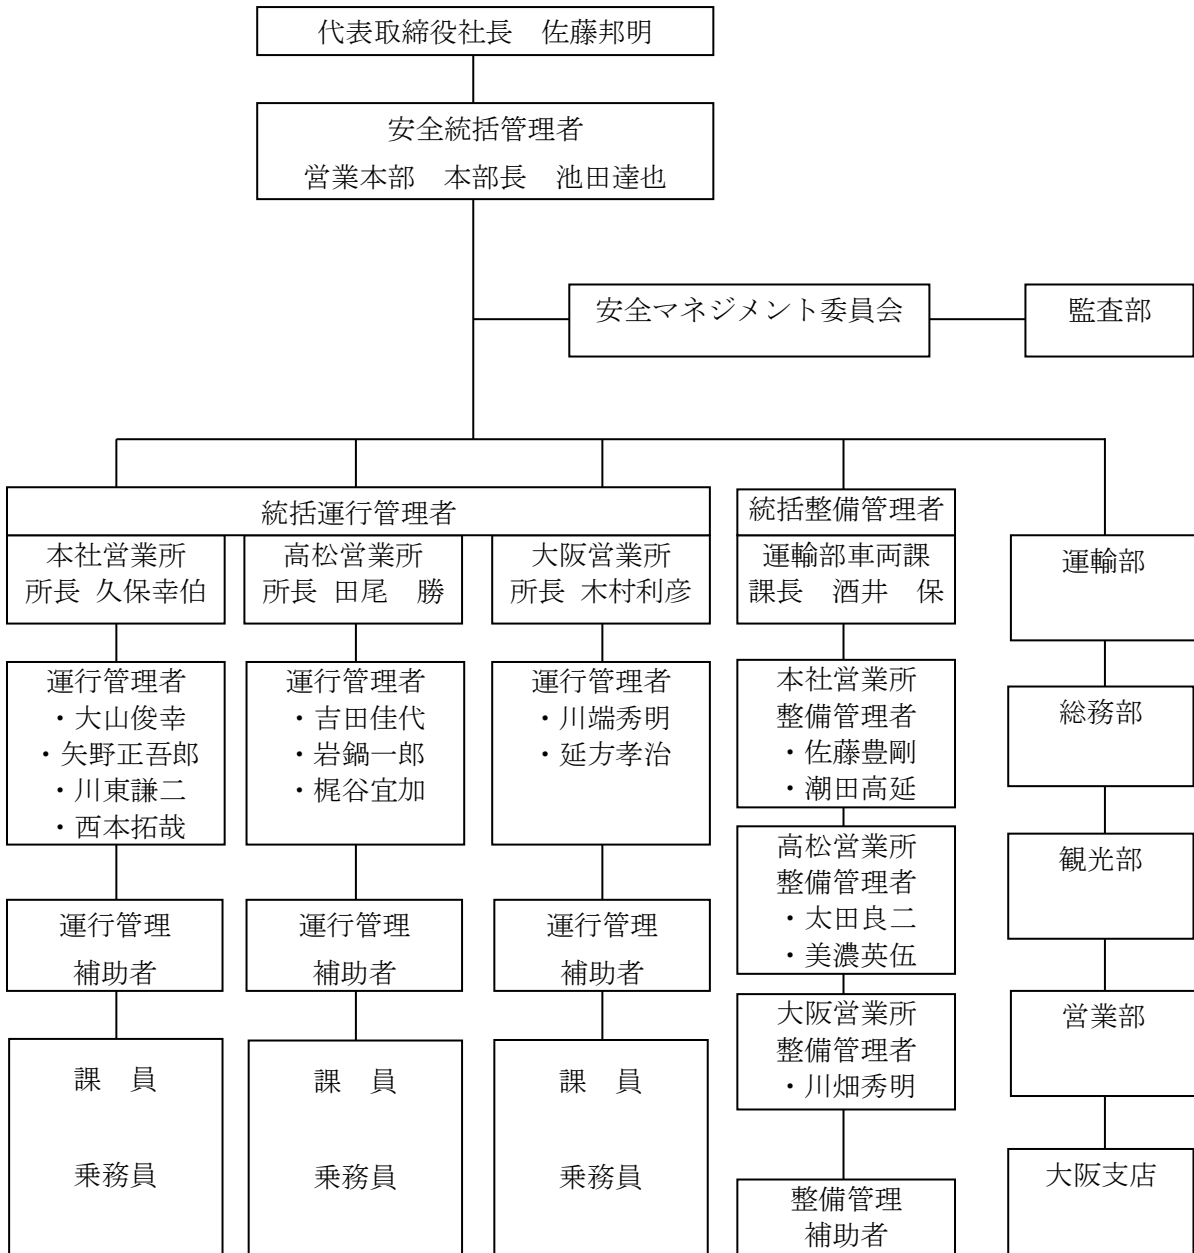 代表取締役社長　佐藤邦明
安全統括管理者
営業本部　本部長　池田達也
安全マネジメント委員会
監査部
統括運行管理者
本社営業所
所長 久保幸伯
高松営業所
所長 田尾　勝
大阪営業所
所長 木村利彦
運行管理者
・大山俊幸
・矢野正吾郎
・川東謙二
・西本拓哉
運行管理者
・吉田佳代
・岩鍋一郎
・梶谷宜加
運行管理者
・川端秀明
・延方孝治
運行管理
補助者
運行管理
補助者
運行管理
補助者
課　員
乗務員
課　員
乗務員
課　員
乗務員
統括整備管理者
運輸部車両課
課長　酒井　保
本社営業所
整備管理者
・佐藤豊剛
・潮田高延
高松営業所
整備管理者
・太田良二
・美濃英伍
大阪営業所
整備管理者
・川畑秀明
整備管理
補助者
運輸部
総務部
観光部
営業部
大阪支店